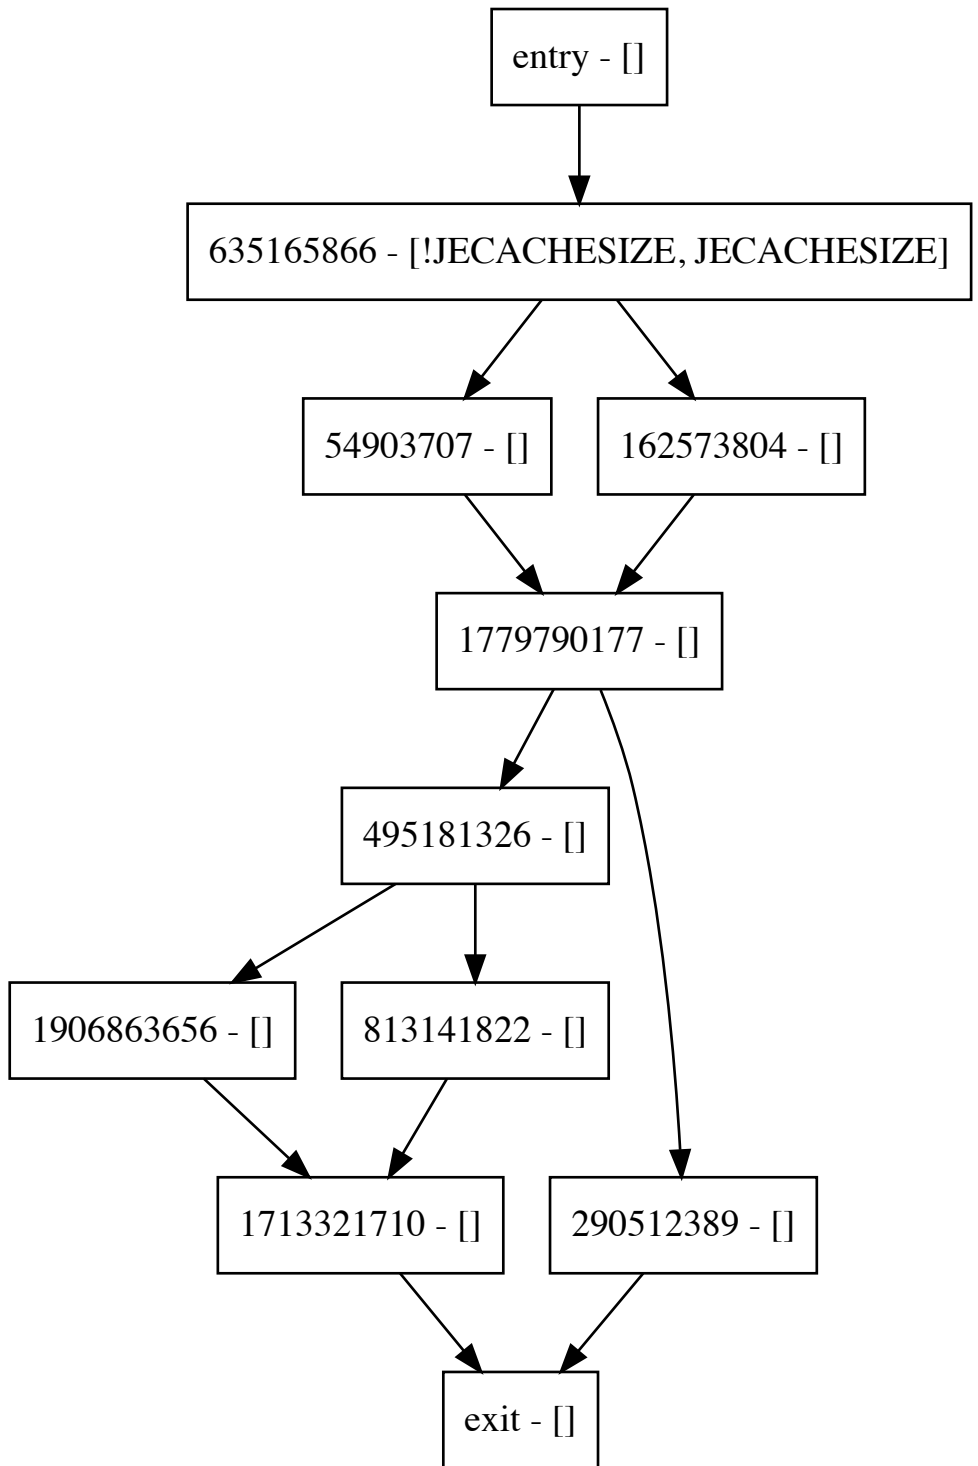 entry - []
635165866 - [!JECACHESIZE, JECACHESIZE]
54903707 - []
162573804 - []
1779790177 - []
495181326 - []
1906863656 - []
813141822 - []
1713321710 - []
290512389 - []
exit - []